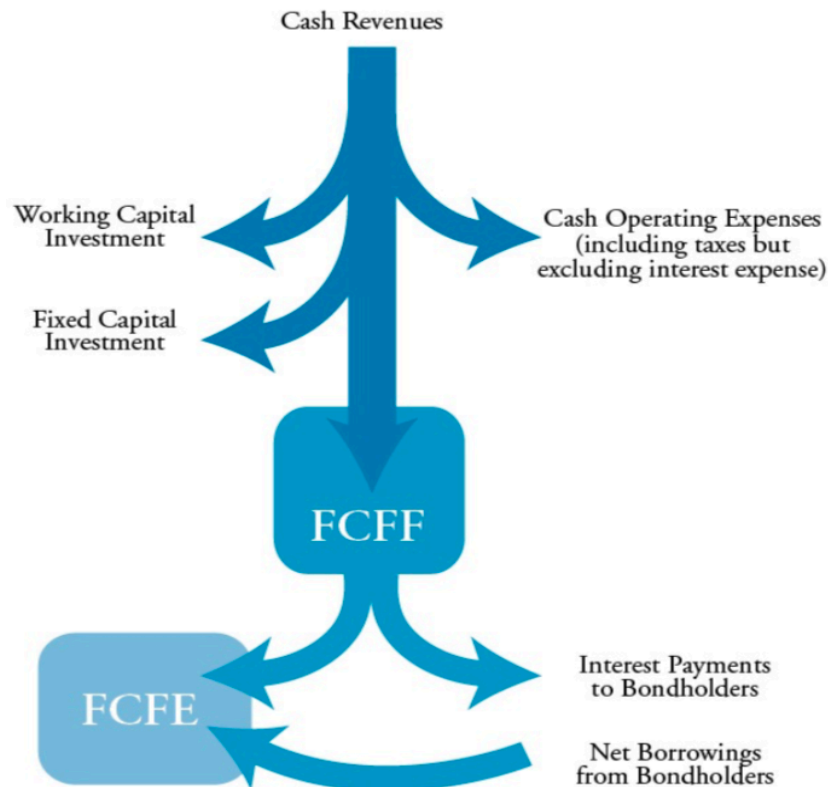 Cash Revenues
Working Capital
Investment
Cash Operating Expenses
(including taxes but
excluding interest expense)
Fixed Capital
Investment
FCFF
FCFE
Interest Payments
to Bondholders
Net Borrowings
from Bondholders